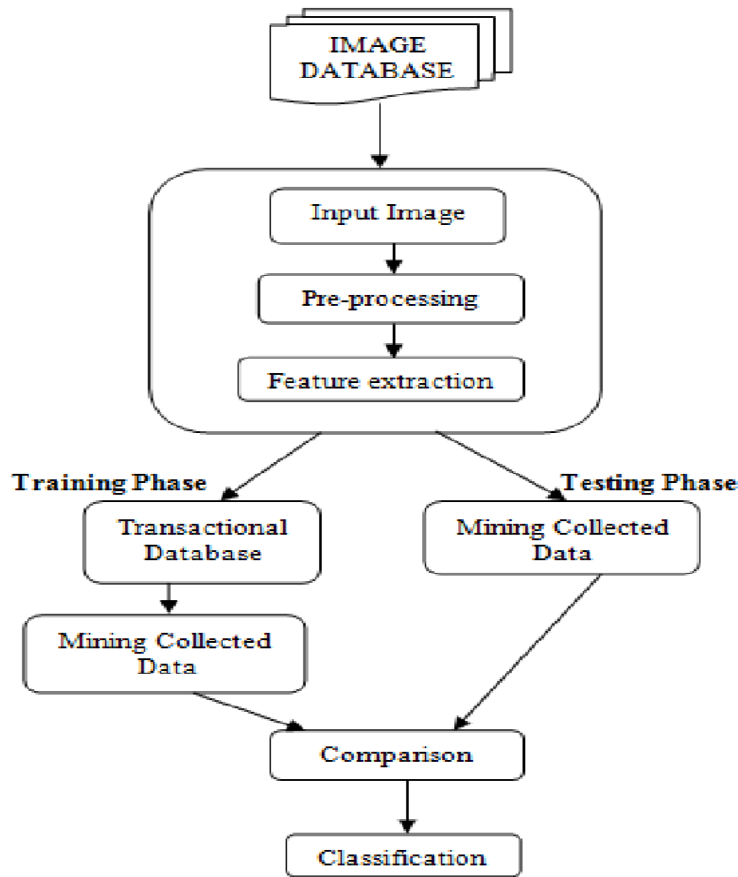 IMAGE
DATABASE
Input Image
Pre-processing
Feature extraction
Training Phase
Testing Phase
Transactional
Database
Mining Collected
Data
Mining Collected
Data
Comparison
Classification